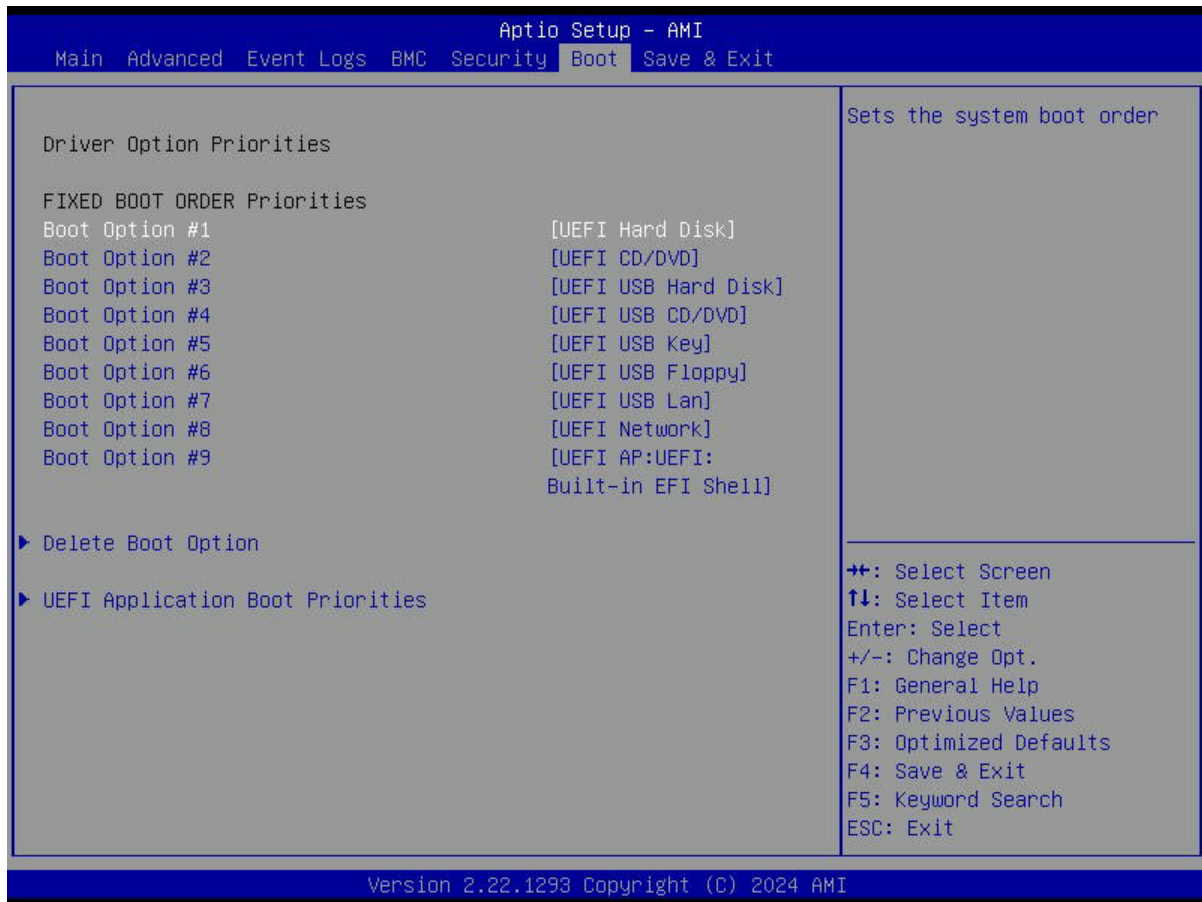 Aptio Setup – AMI
Main Advanced Event Logs BMC Security Boot Save & Exit
Driver Option Priorities
FIXED BOOT ORDER Priorities
Boot Option #1 [UEFI Hard Disk]
Boot Option #2 [UEFI CD/DVD]
Boot Option #3 [UEFI USB Hard Disk]
Boot Option #4 [UEFI USB CD/DVD]
Boot Option #5 [UEFI USB Key]
Boot Option #6 [UEFI USB Floppy]
Boot Option #7 [UEFI USB Lan]
Boot Option #8 [UEFI Network]
Boot Option #9 [UEFI AP:UEFI:
Built-in EFI Shell]
Delete Boot Option
UEFI Application Boot Priorities
Sets the system boot order
→←: Select Screen
↑↓: Select Item
Enter: Select
+/-: Change Opt.
F1: General Help
F2: Previous Values
F3: Optimized Defaults
F4: Save & Exit
F5: Keyword Search
ESC: Exit
Version 2.22.1293 Copyright (C) 2024 AMI